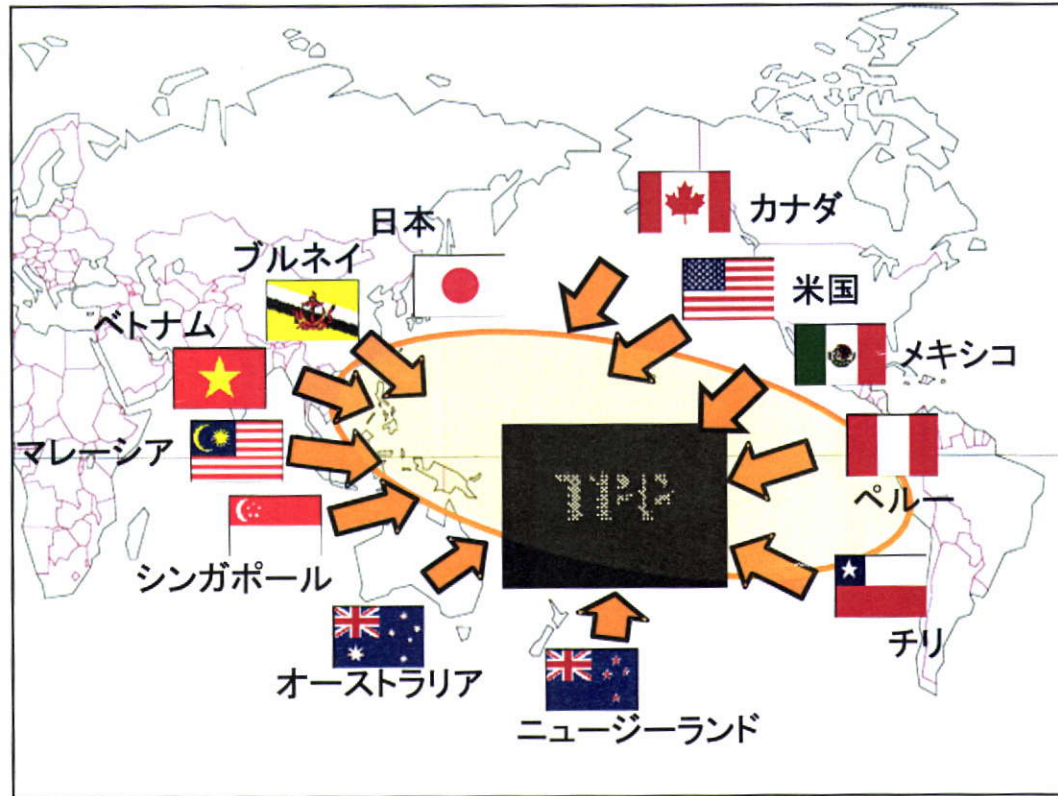 カナダ
日本
ブルネイ
米国
ベトナム
メキシコ
マレーシア
ペルー
シンガポール
チリ
オーストラリア
ニュージーランド